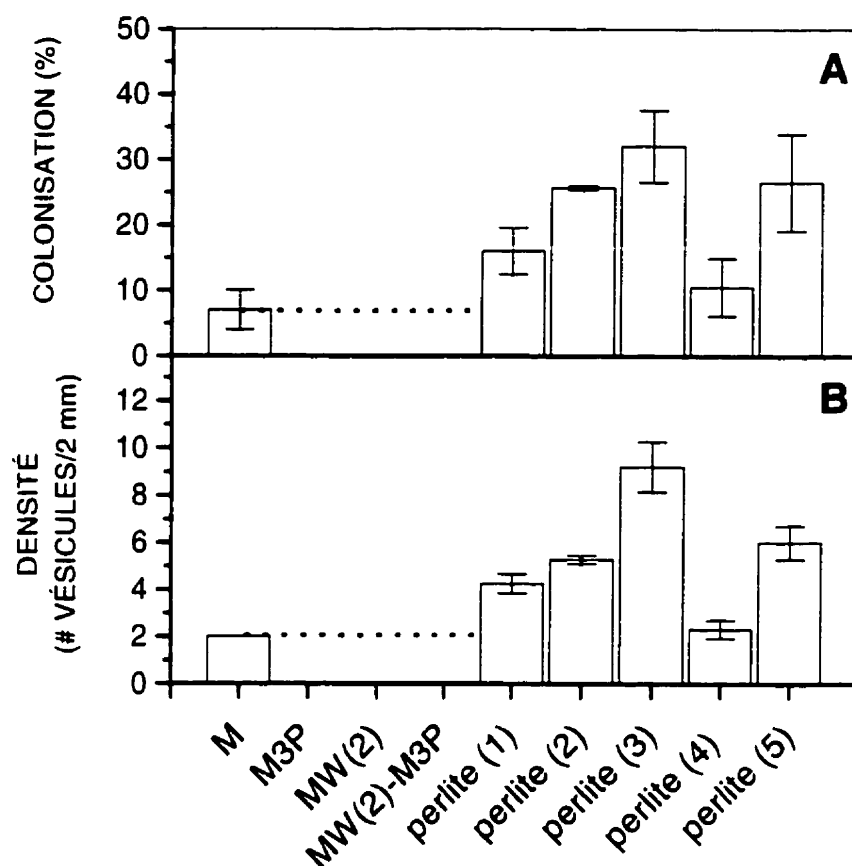 COLONISATION (%)
50
40
30
20
10
0
A
DENSITÉ
(# VÉSICULES/2 mm)
12
10
8
6
4
2
0
B
M
M3P
MW(2)
MW(2)-M3P
perlite (1)
perlite (2)
perlite (3)
perlite (4)
perlite (5)